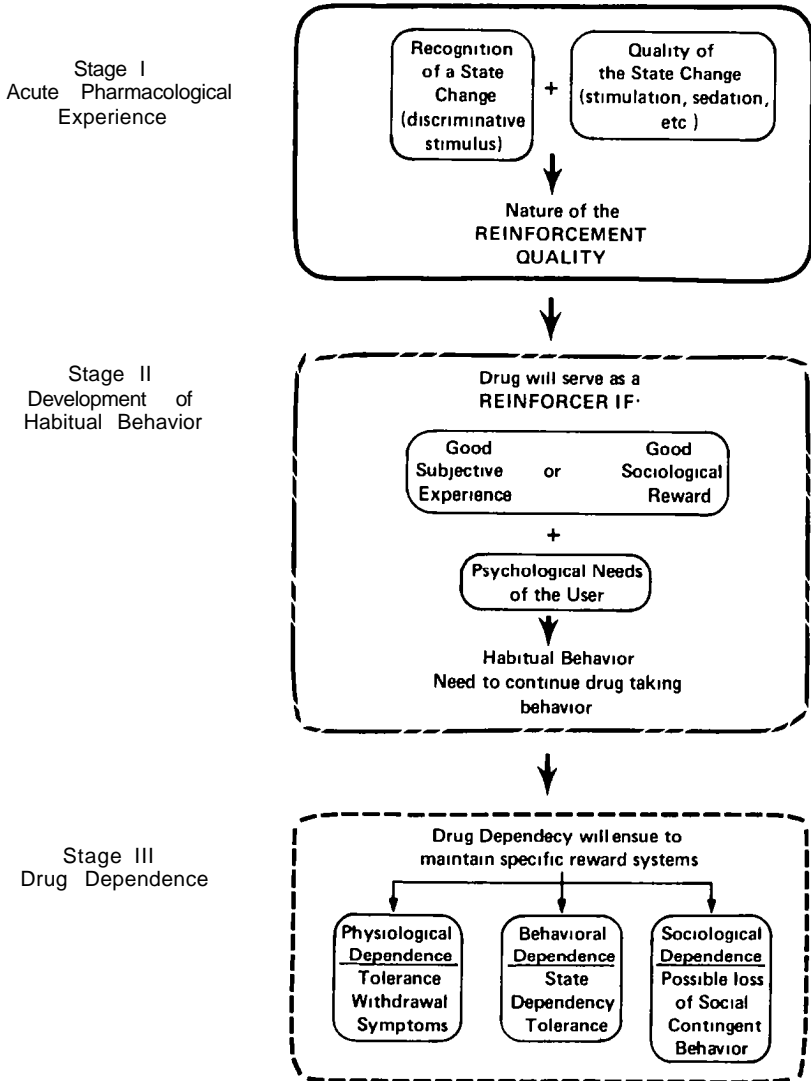 Stage I
Acute Pharmacological
Experience
Recognition
of a State
Change
(discriminative
stimulus)
+
Quality of
the State Change
(stimulation, sedation,
etc )
Nature of the
REINFORCEMENT
QUALITY
Stage II
Development of
Habitual Behavior
Drug will serve as a
REINFORCER IF·
Good
Subjective
Experience
or
Good
Sociological
Reward
+
Psychological Needs
of the User
Habitual Behavior
Need to continue drug taking
behavior
Stage III
Drug Dependence
Drug Dependecy will ensue to
maintain specific reward systems
Physiological
Dependence
Tolerance
Withdrawal
Symptoms
Behavioral
Dependence
State
Dependency
Tolerance
Sociological
Dependence
Possible loss
of Social
Contingent
Behavior